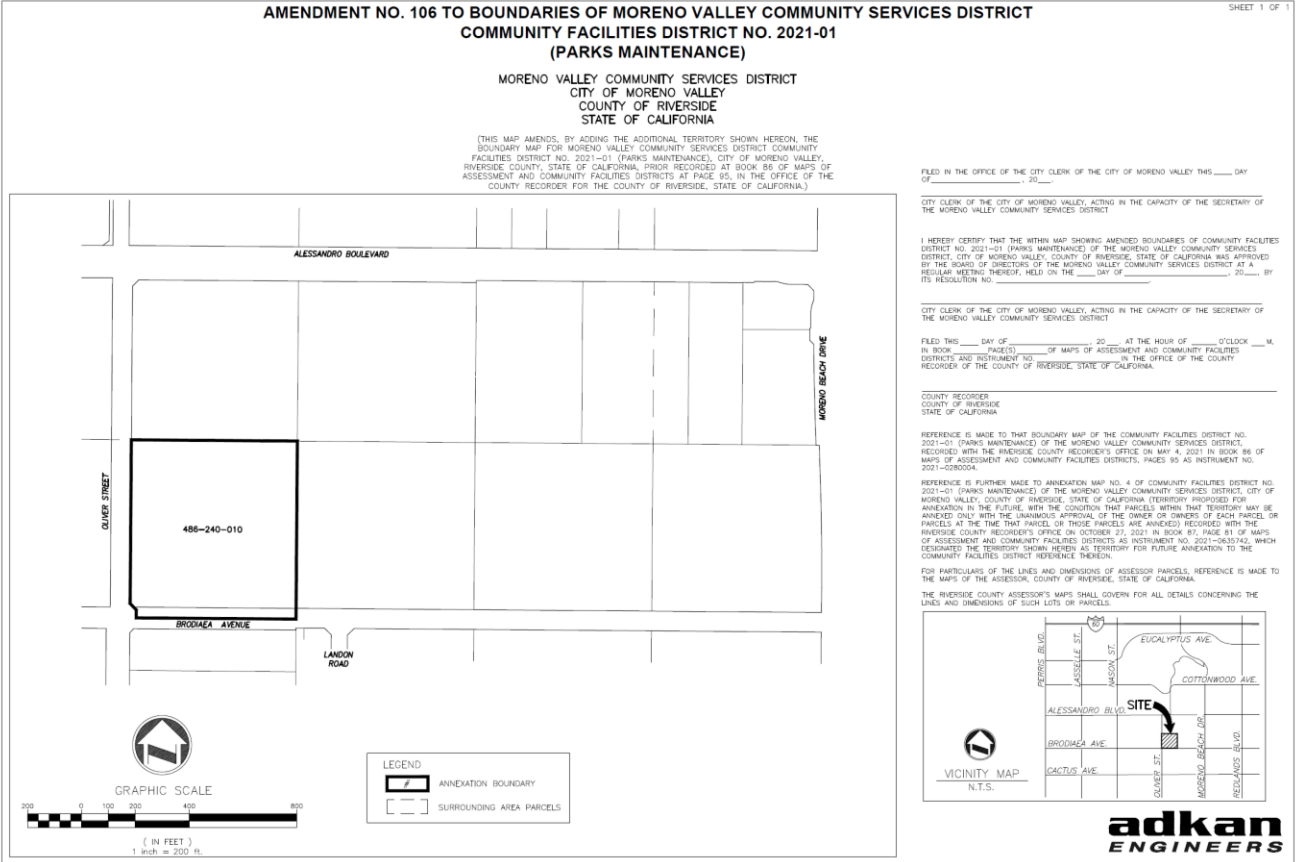 SHEET 1 OF 1
AMENDMENT NO. 106 TO BOUNDARIES OF MORENO VALLEY COMMUNITY SERVICES DISTRICT
COMMUNITY FACILITIES DISTRICT NO. 2021-01
(PARKS MAINTENANCE)
MORENO VALLEY COMMUNITY SERVICES DISTRICT
CITY OF MORENO VALLEY
COUNTY OF RIVERSIDE
STATE OF CALIFORNIA
(THIS MAP AMENDS, BY ADDING THE ADDITIONAL TERRITORY SHOWN HEREON, THE
BOUNDARY MAP FOR MORENO VALLEY COMMUNITY SERVICES DISTRICT COMMUNITY
FACILITIES DISTRICT NO. 2021-01 (PARKS MAINTENANCE), CITY OF MORENO VALLEY,
RIVERSIDE COUNTY, STATE OF CALIFORNIA, PRIOR RECORDED AT BOOK 86 OF MAPS OF
ASSESSMENT AND COMMUNITY FACILITIES DISTRICTS AT PAGE 95, IN THE OFFICE OF THE
COUNTY RECORDER FOR THE COUNTY OF RIVERSIDE, STATE OF CALIFORNIA.)
ALESSANDRO BOULEVARD
MORENO BEACH DRIVE
OLIVER STREET
486-240-010
BRODIAEA AVENUE
LANDON
ROAD
GRAPHIC SCALE
200 0 100 200 400 800
( IN FEET )
1 inch = 200 ft.
LEGEND
# ANNEXATION BOUNDARY
SURROUNDING AREA PARCELS
FILED IN THE OFFICE OF THE CITY CLERK OF THE CITY OF MORENO VALLEY THIS ____ DAY
OF____________________, 20___.
CITY CLERK OF THE CITY OF MORENO VALLEY, ACTING IN THE CAPACITY OF THE SECRETARY OF
THE MORENO VALLEY COMMUNITY SERVICES DISTRICT
I HEREBY CERTIFY THAT THE WITHIN MAP SHOWING AMENDED BOUNDARIES OF COMMUNITY FACILITIES
DISTRICT NO. 2021-01 (PARKS MAINTENANCE) OF THE MORENO VALLEY COMMUNITY SERVICES
DISTRICT, CITY OF MORENO VALLEY, COUNTY OF RIVERSIDE, STATE OF CALIFORNIA WAS APPROVED
BY THE BOARD OF DIRECTORS OF THE MORENO VALLEY COMMUNITY SERVICES DISTRICT AT A
REGULAR MEETING THEREOF, HELD ON THE ____ DAY OF ______________________, 20___, BY
ITS RESOLUTION NO. _________________________________.
CITY CLERK OF THE CITY OF MORENO VALLEY, ACTING IN THE CAPACITY OF THE SECRETARY OF
THE MORENO VALLEY COMMUNITY SERVICES DISTRICT
FILED THIS ____ DAY OF _________________, 20 ___, AT THE HOUR OF ______ O'CLOCK ___ M,
IN BOOK ______PAGE(S)_______OF MAPS OF ASSESSMENT AND COMMUNITY FACILITIES
DISTRICTS AND INSTRUMENT NO. __________________ IN THE OFFICE OF THE COUNTY
RECORDER OF THE COUNTY OF RIVERSIDE, STATE OF CALIFORNIA.
COUNTY RECORDER
COUNTY OF RIVERSIDE
STATE OF CALIFORNIA
REFERENCE IS MADE TO THAT BOUNDARY MAP OF THE COMMUNITY FACILITIES DISTRICT NO.
2021-01 (PARKS MAINTENANCE) OF THE MORENO VALLEY COMMUNITY SERVICES DISTRICT,
RECORDED WITH THE RIVERSIDE COUNTY RECORDER'S OFFICE ON MAY 4, 2021 IN BOOK 86 OF
MAPS OF ASSESSMENT AND COMMUNITY FACILITIES DISTRICTS, PAGES 95 AS INSTRUMENT NO.
2021-0280004.
REFERENCE IS FURTHER MADE TO ANNEXATION MAP NO. 4 OF COMMUNITY FACILITIES DISTRICT NO.
2021-01 (PARKS MAINTENANCE) OF THE MORENO VALLEY COMMUNITY SERVICES DISTRICT, CITY OF
MORENO VALLEY, COUNTY OF RIVERSIDE, STATE OF CALIFORNIA (TERRITORY PROPOSED FOR
ANNEXATION IN THE FUTURE, WITH THE CONDITION THAT PARCELS WITHIN THAT TERRITORY MAY BE
ANNEXED ONLY WITH THE UNANIMOUS APPROVAL OF THE OWNER OR OWNERS OF EACH PARCEL OR
PARCELS AT THE TIME THAT PARCEL OR THOSE PARCELS ARE ANNEXED) RECORDED WITH THE
RIVERSIDE COUNTY RECORDER'S OFFICE ON OCTOBER 27, 2021 IN BOOK 87, PAGE 81 OF MAPS
OF ASSESSMENT AND COMMUNITY FACILITIES DISTRICTS AS INSTRUMENT NO. 2021-0635742, WHICH
DESIGNATED THE TERRITORY SHOWN HEREIN AS TERRITORY FOR FUTURE ANNEXATION TO THE
COMMUNITY FACILITIES DISTRICT REFERENCE THEREON.
FOR PARTICULARS OF THE LINES AND DIMENSIONS OF ASSESSOR PARCELS, REFERENCE IS MADE TO
THE MAPS OF THE ASSESSOR, COUNTY OF RIVERSIDE, STATE OF CALIFORNIA.
THE RIVERSIDE COUNTY ASSESSOR'S MAPS SHALL GOVERN FOR ALL DETAILS CONCERNING THE
LINES AND DIMENSIONS OF SUCH LOTS OR PARCELS.
60
PERRIS BLVD.
LASSELLE ST.
NASON ST.
EUCALYPTUS AVE.
COTTONWOOD AVE.
ALESSANDRO BLVD.
SITE
BRODIAEA AVE.
CACTUS AVE.
OLIVER ST.
MORENO BEACH DR.
REDLANDS BLVD.
VICINITY MAP
N.T.S.
adkan
ENGINEERS